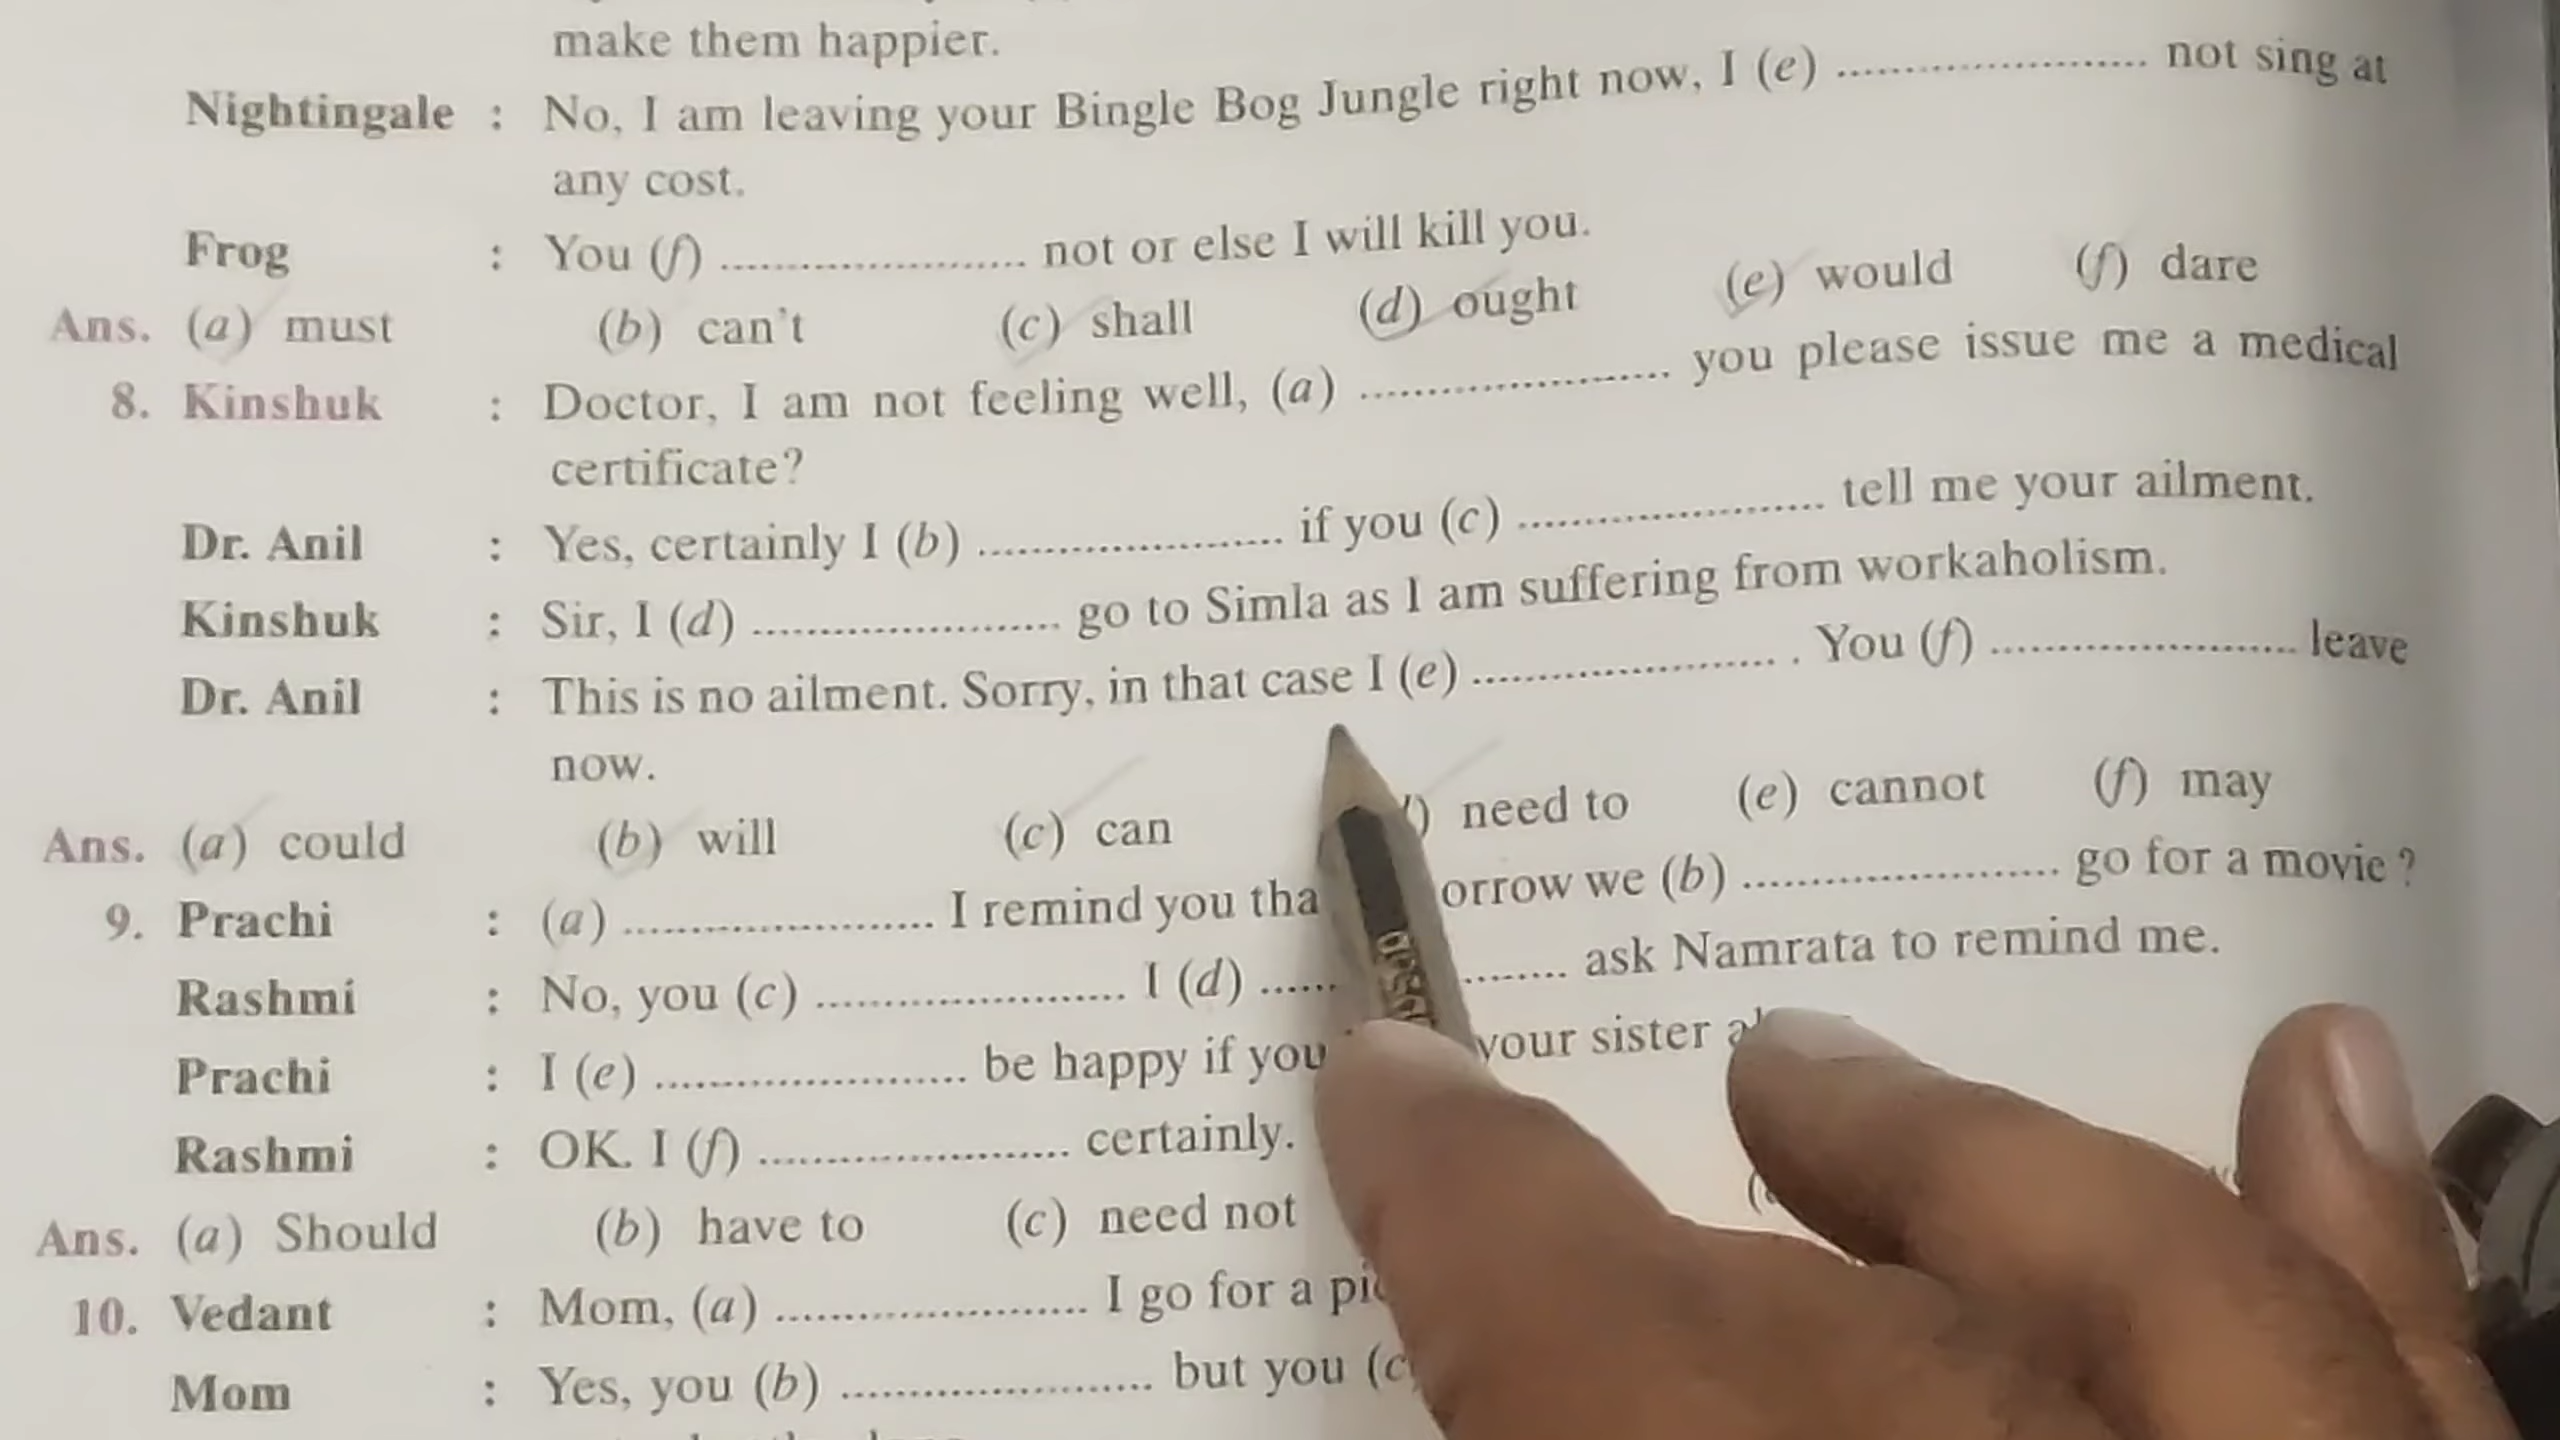 make them happier.
Nightingale : No, I am leaving your Bingle Bog Jungle right now, I (e) ........................ not sing at
any cost.
Frog : You (f) ........................ not or else I will kill you.
Ans. (a) must (b) can't (c) shall (d) ought (e) would (f) dare
8. Kinshuk : Doctor, I am not feeling well, (a) ........................ you please issue me a medical
certificate?
Dr. Anil : Yes, certainly I (b) ........................ if you (c) ........................ tell me your ailment.
Kinshuk : Sir, I (d) ........................ go to Simla as I am suffering from workaholism.
Dr. Anil : This is no ailment. Sorry, in that case I (e) ........................ . You (f) ........................ leave
now.
Ans. (a) could (b) will (c) can ) need to (e) cannot (f) may
9. Prachi : (a) ........................ I remind you tha orrow we (b) ........................ go for a movie ?
Rashmi : No, you (c) ........................ I (d) ........................ ask Namrata to remind me.
Prachi : I (e) ........................ be happy if you your sister
Rashmi : OK. I (f) ........................ certainly.
Ans. (a) Should (b) have to (c) need not
10. Vedant : Mom, (a) ........................ I go for a pic
Mom : Yes, you (b) ........................ but you (c